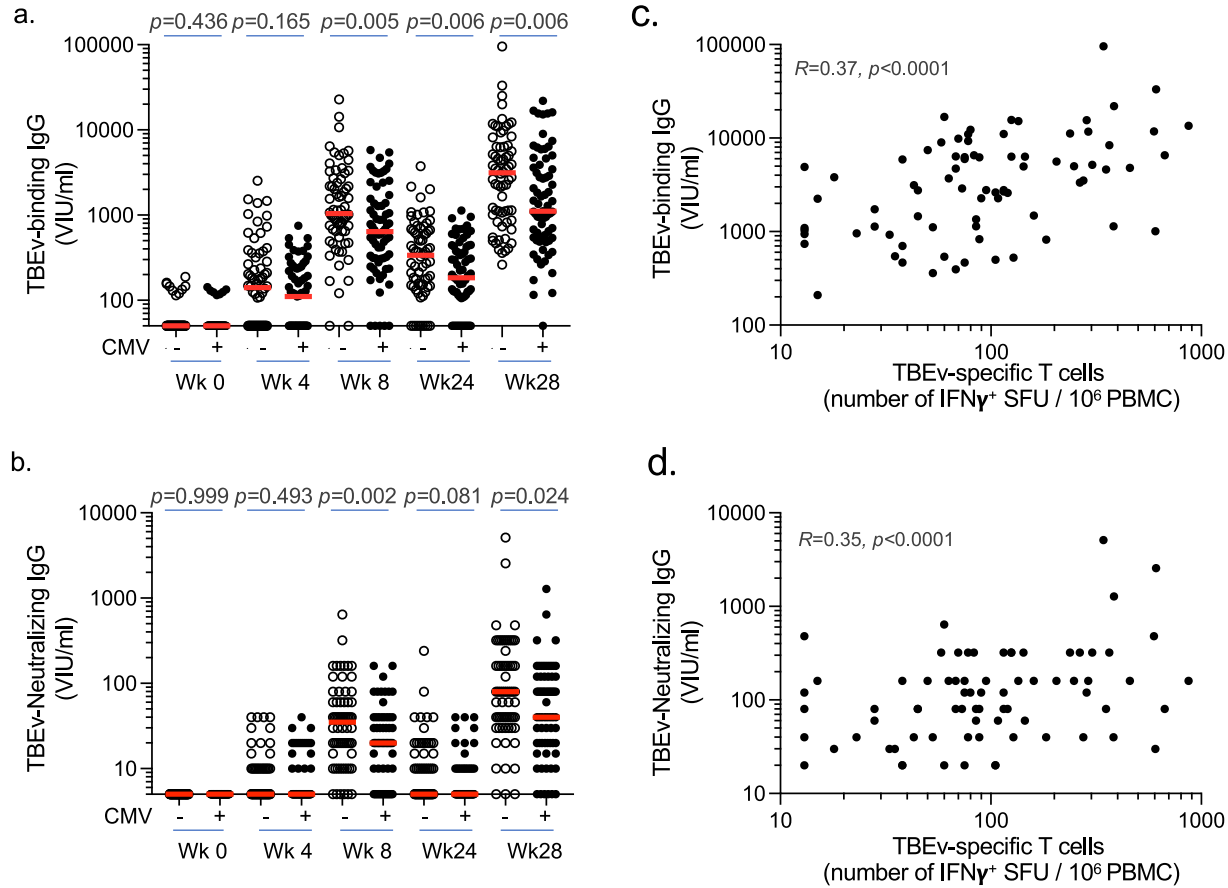 a.
p=0.436 p=0.165 p=0.005 p=0.006 p=0.006
TBEv-binding IgG
(VIU/ml)
100000
10000
1000
100
CMV - + - + - + - + - +
Wk 0 Wk 4 Wk 8 Wk24 Wk28
b.
p=0.999 p=0.493 p=0.002 p=0.081 p=0.024
TBEv-Neutralizing IgG
(VIU/ml)
10000
1000
100
10
CMV - + - + - + - + - +
Wk 0 Wk 4 Wk 8 Wk24 Wk28
c.
R=0.37, p<0.0001
TBEv-binding IgG
(VIU/ml)
100000
10000
1000
100
10 100 1000
TBEv-specific T cells
(number of IFNγ⁺ SFU / 10⁶ PBMC)
d.
R=0.35, p<0.0001
TBEv-Neutralizing IgG
(VIU/ml)
10000
1000
100
10
10 100 1000
TBEv-specific T cells
(number of IFNγ⁺ SFU / 10⁶ PBMC)